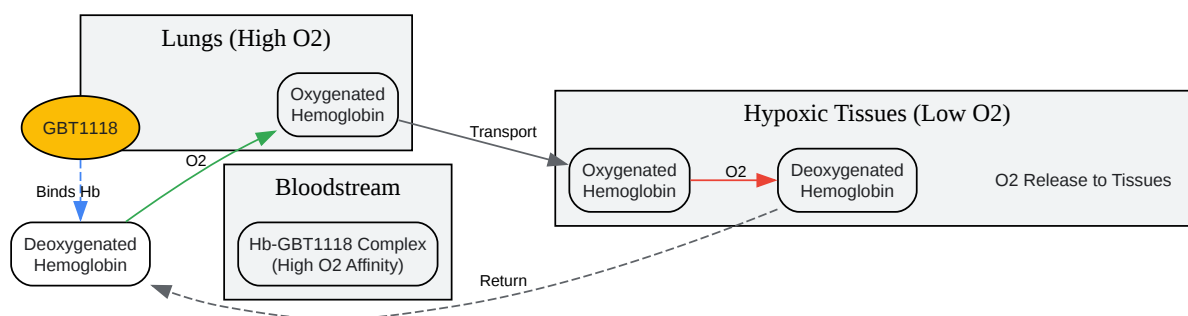 Lungs (High O2)
Oxygenated
Hemoglobin
GBT1118
O2
Binds Hb
Deoxygenated
Hemoglobin
Bloodstream
Hb-GBT1118 Complex
(High O2 Affinity)
Transport
Hypoxic Tissues (Low O2)
Oxygenated
Hemoglobin
O2
Deoxygenated
Hemoglobin
O2 Release to Tissues
Return